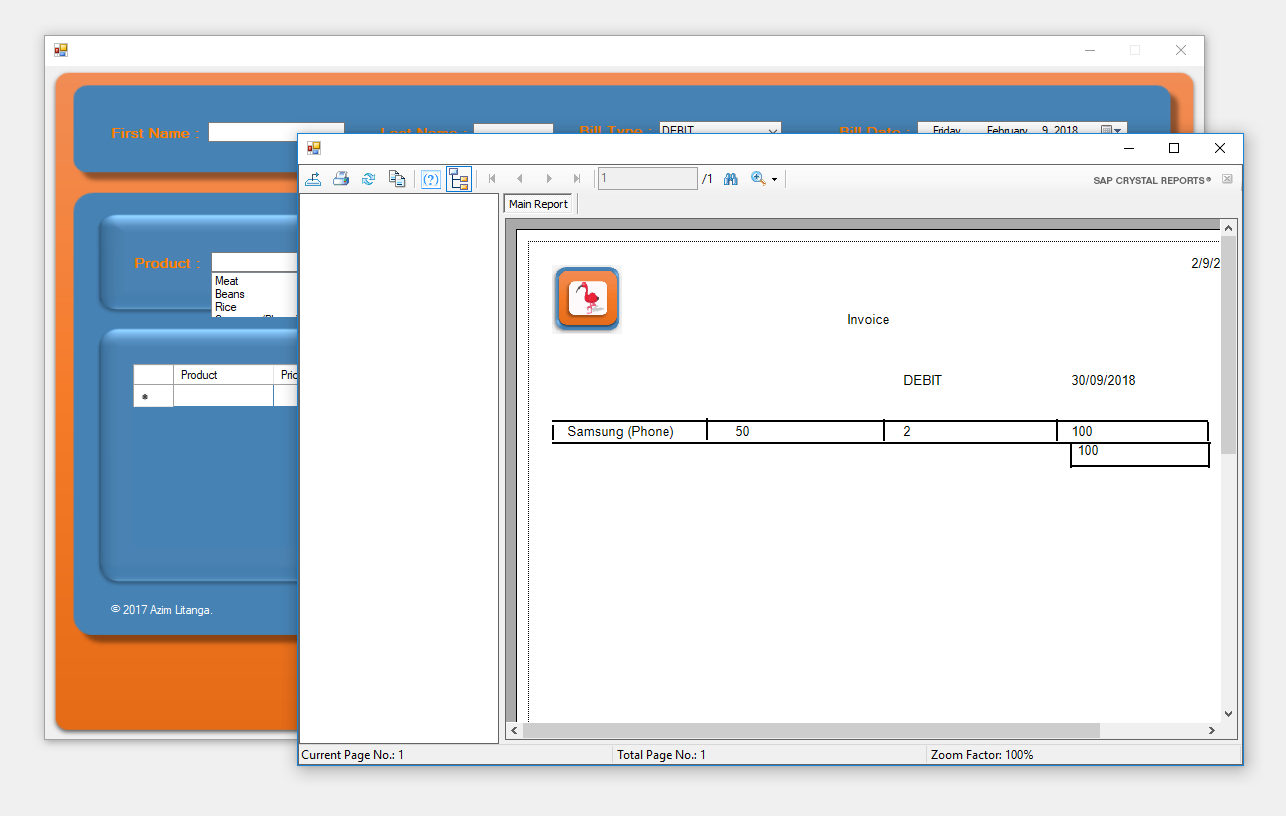 First Name :
Last Name :
Bill Type :
DEBIT
Bill Date :
Friday , February 9, 2018
Product :
Meat
Beans
Rice
Product
© 2017 Azim Litanga.
1
/1
SAP CRYSTAL REPORTS®
Main Report
2/9/2
Invoice
DEBIT 30/09/2018
Samsung (Phone) 50 2 100
100
Current Page No.: 1 Total Page No.: 1 Zoom Factor: 100%